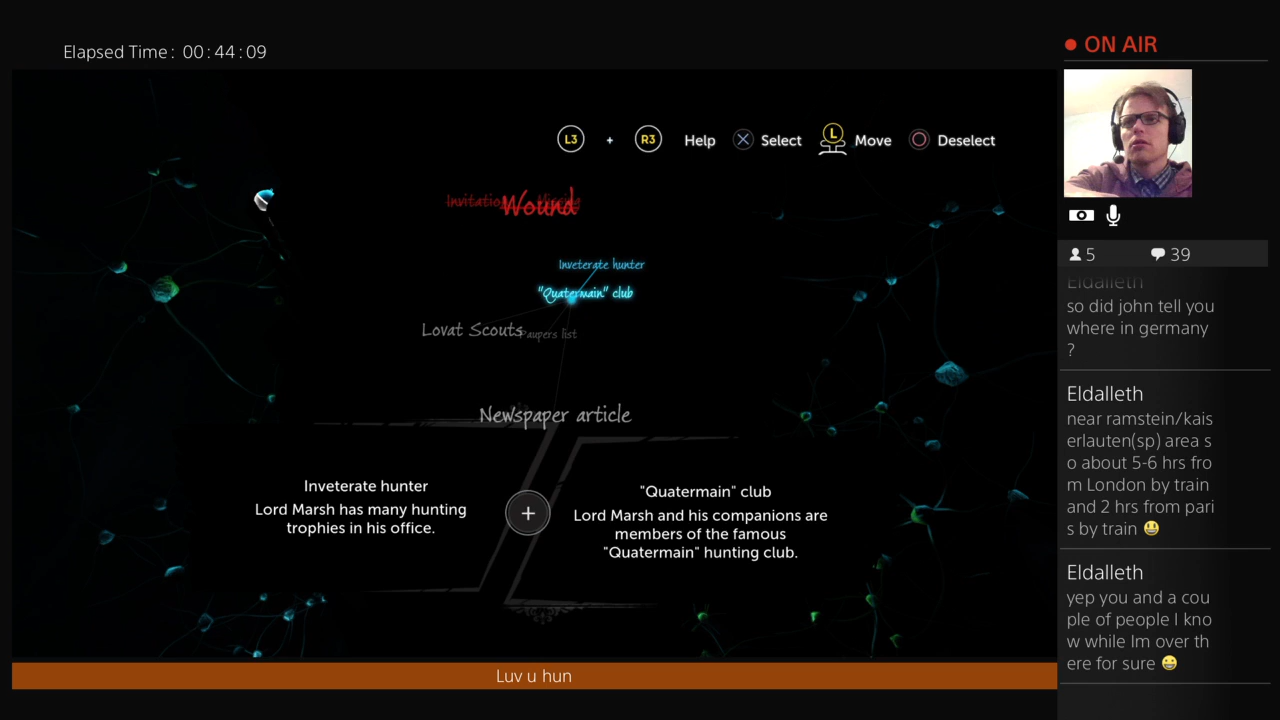 Elapsed Time: 00:44:09
ON AIR
L3 + R3 Help Select L Move Deselect
Wound
5 39
Inveterate hunter
"Quatermain" club
Lovat Scouts
Paupers list
Newspaper article
Inveterate hunter
Lord Marsh has many hunting
trophies in his office.
+
"Quatermain" club
Lord Marsh and his companions are
members of the famous
"Quatermain" hunting club.
Luv u hun
Eldalleth
so did john tell you
where in germany
?
Eldalleth
near ramstein/kais
erlauten(sp) area s
o about 5-6 hrs fro
m London by train
and 2 hrs from pari
s by train 😃
Eldalleth
yep you and a cou
ple of people I kno
w while Im over th
ere for sure 😀